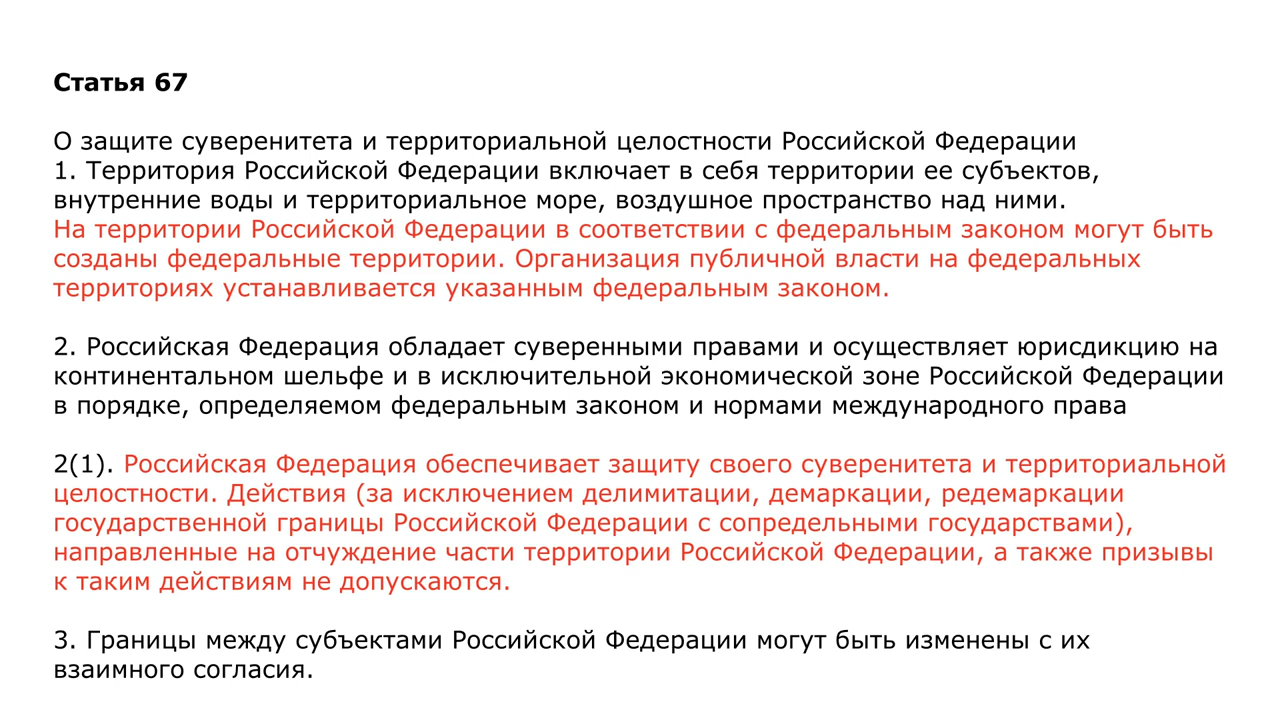 Статья 67
О защите суверенитета и территориальной целостности Российской Федерации
1. Территория Российской Федерации включает в себя территории ее субъектов,
внутренние воды и территориальное море, воздушное пространство над ними.
На территории Российской Федерации в соответствии с федеральным законом могут быть
созданы федеральные территории. Организация публичной власти на федеральных
территориях устанавливается указанным федеральным законом.
2. Российская Федерация обладает суверенными правами и осуществляет юрисдикцию на
континентальном шельфе и в исключительной экономической зоне Российской Федерации
в порядке, определяемом федеральным законом и нормами международного права
2(1). Российская Федерация обеспечивает защиту своего суверенитета и территориальной
целостности. Действия (за исключением делимитации, демаркации, редемаркации
государственной границы Российской Федерации с сопредельными государствами),
направленные на отчуждение части территории Российской Федерации, а также призывы
к таким действиям не допускаются.
3. Границы между субъектами Российской Федерации могут быть изменены с их
взаимного согласия.